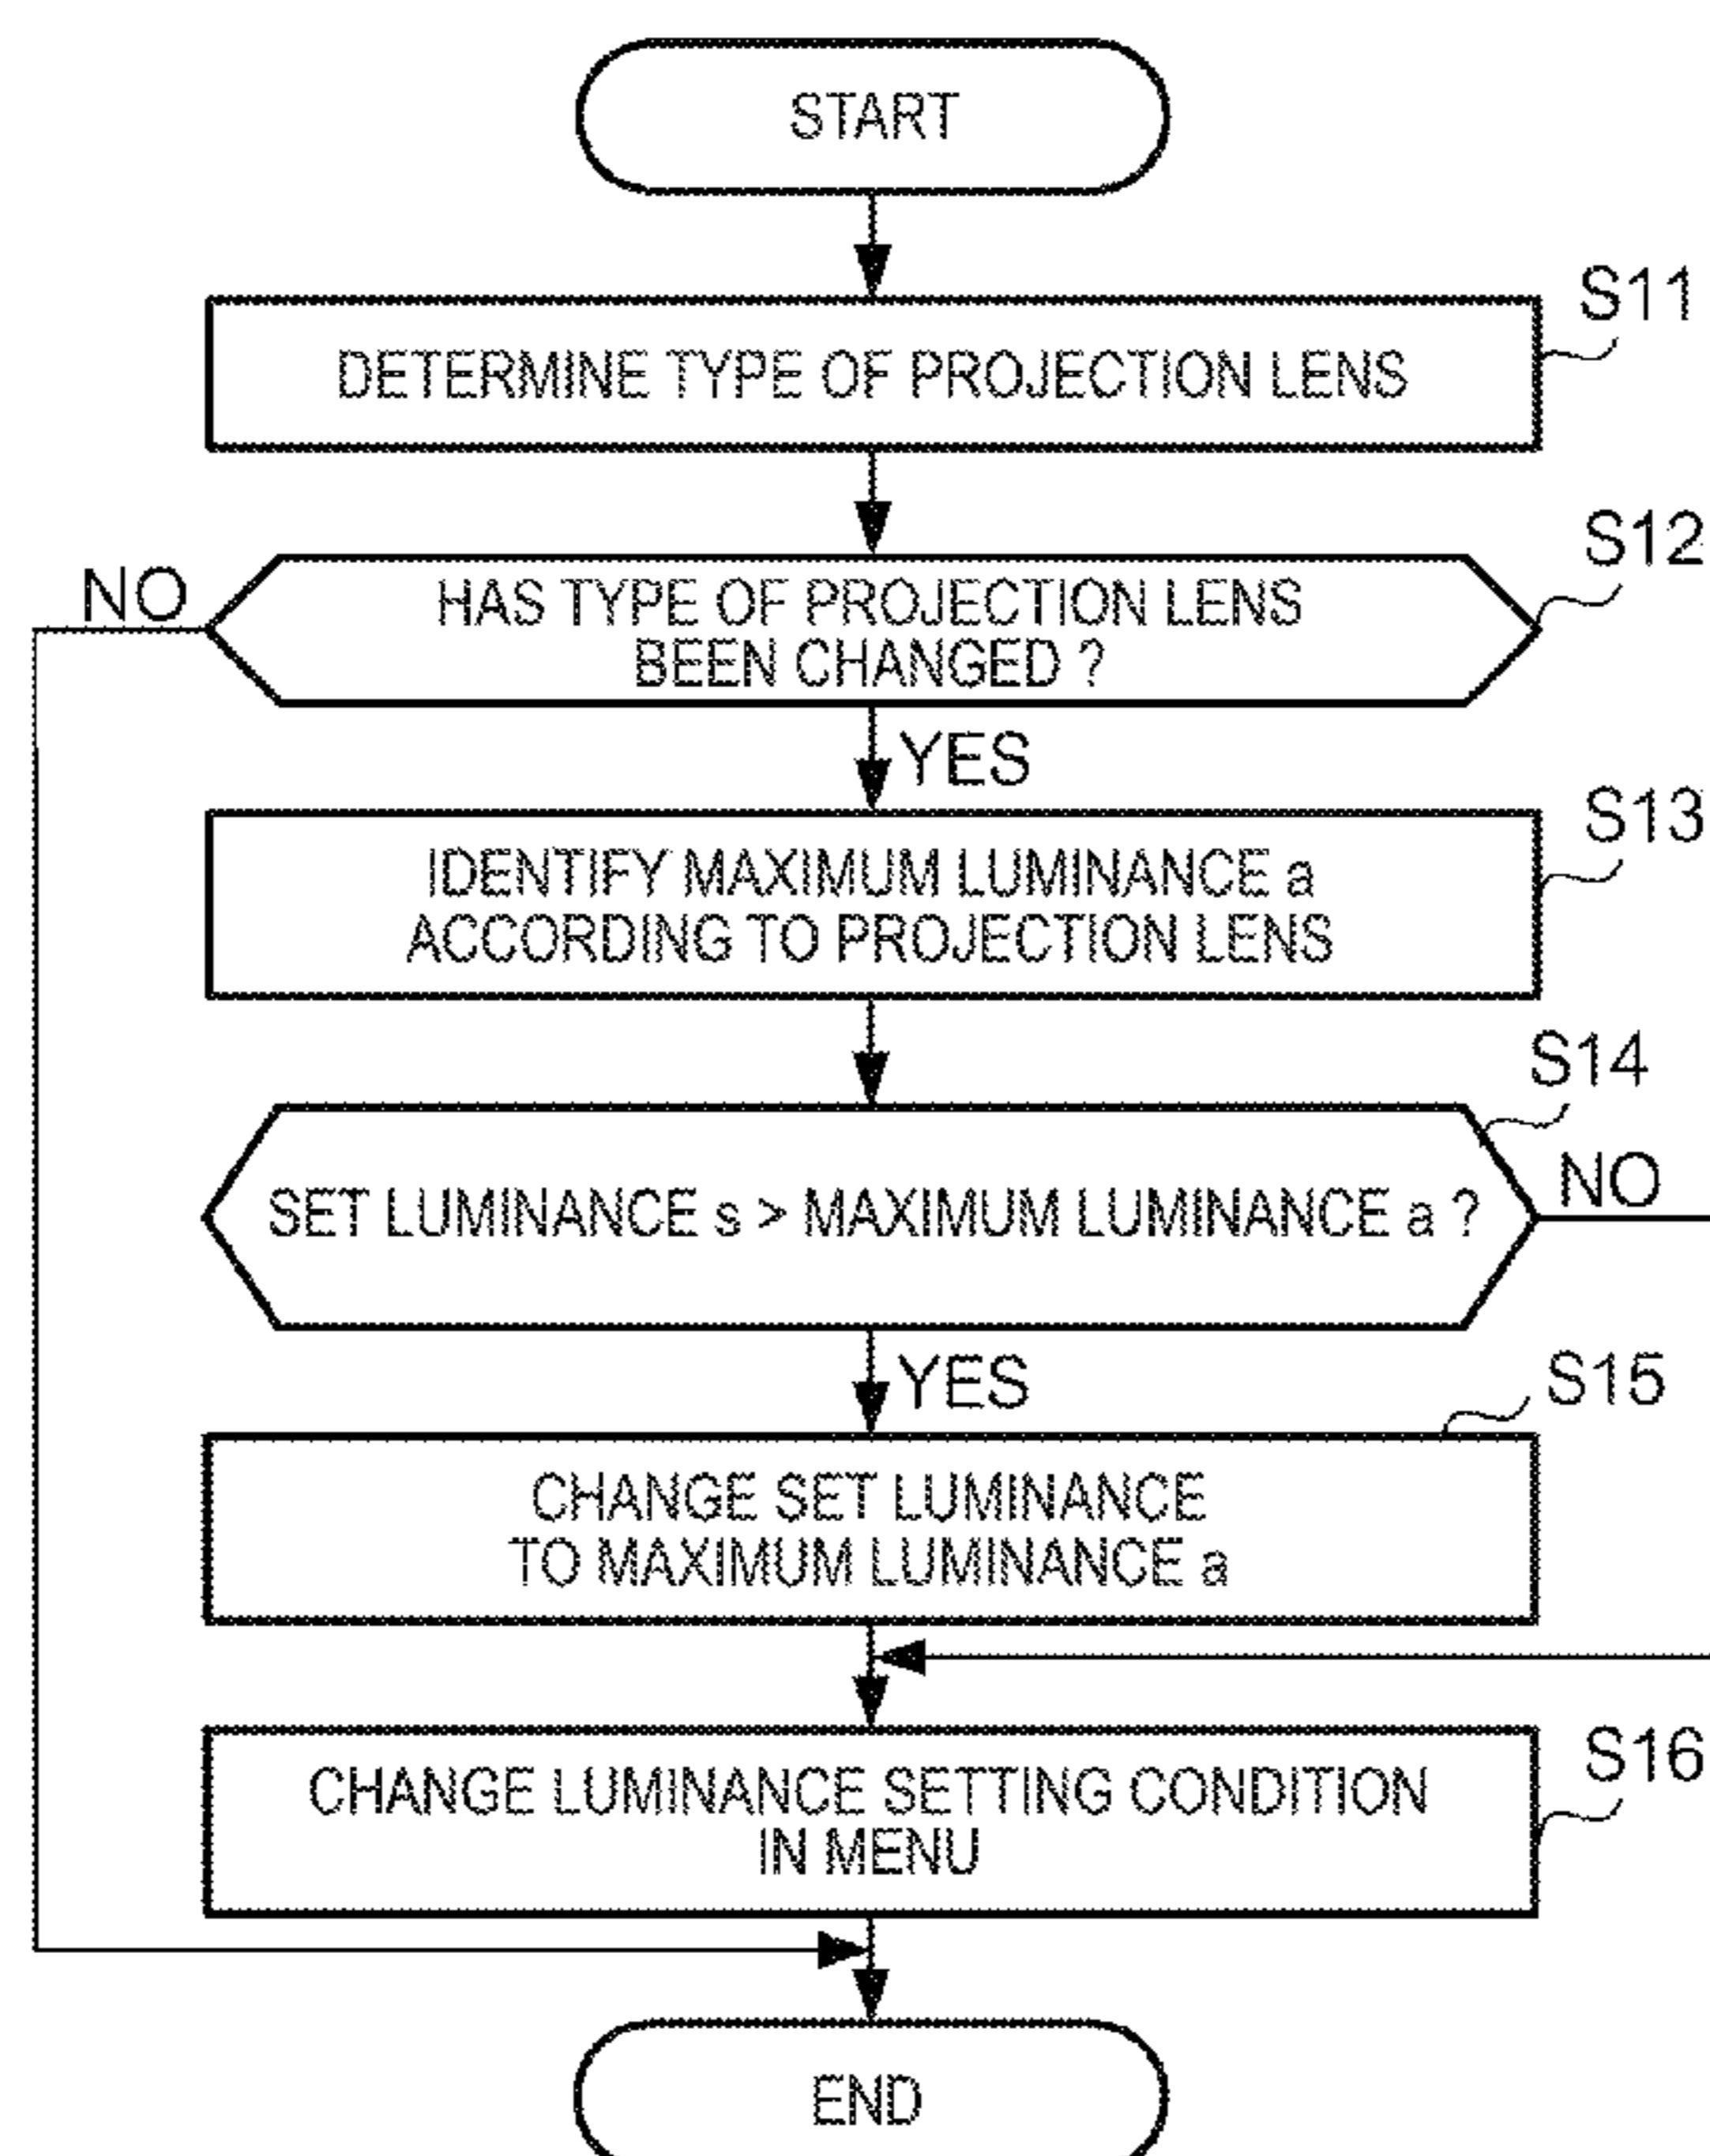 START
S11
DETERMINE TYPE OF PROJECTION LENS
S12
NO
HAS TYPE OF PROJECTION LENS
BEEN CHANGED ?
YES
S13
IDENTIFY MAXIMUM LUMINANCE a
ACCORDING TO PROJECTION LENS
S14
NO
SET LUMINANCE s > MAXIMUM LUMINANCE a ?
YES
S15
CHANGE SET LUMINANCE
TO MAXIMUM LUMINANCE a
S16
CHANGE LUMINANCE SETTING CONDITION
IN MENU
END